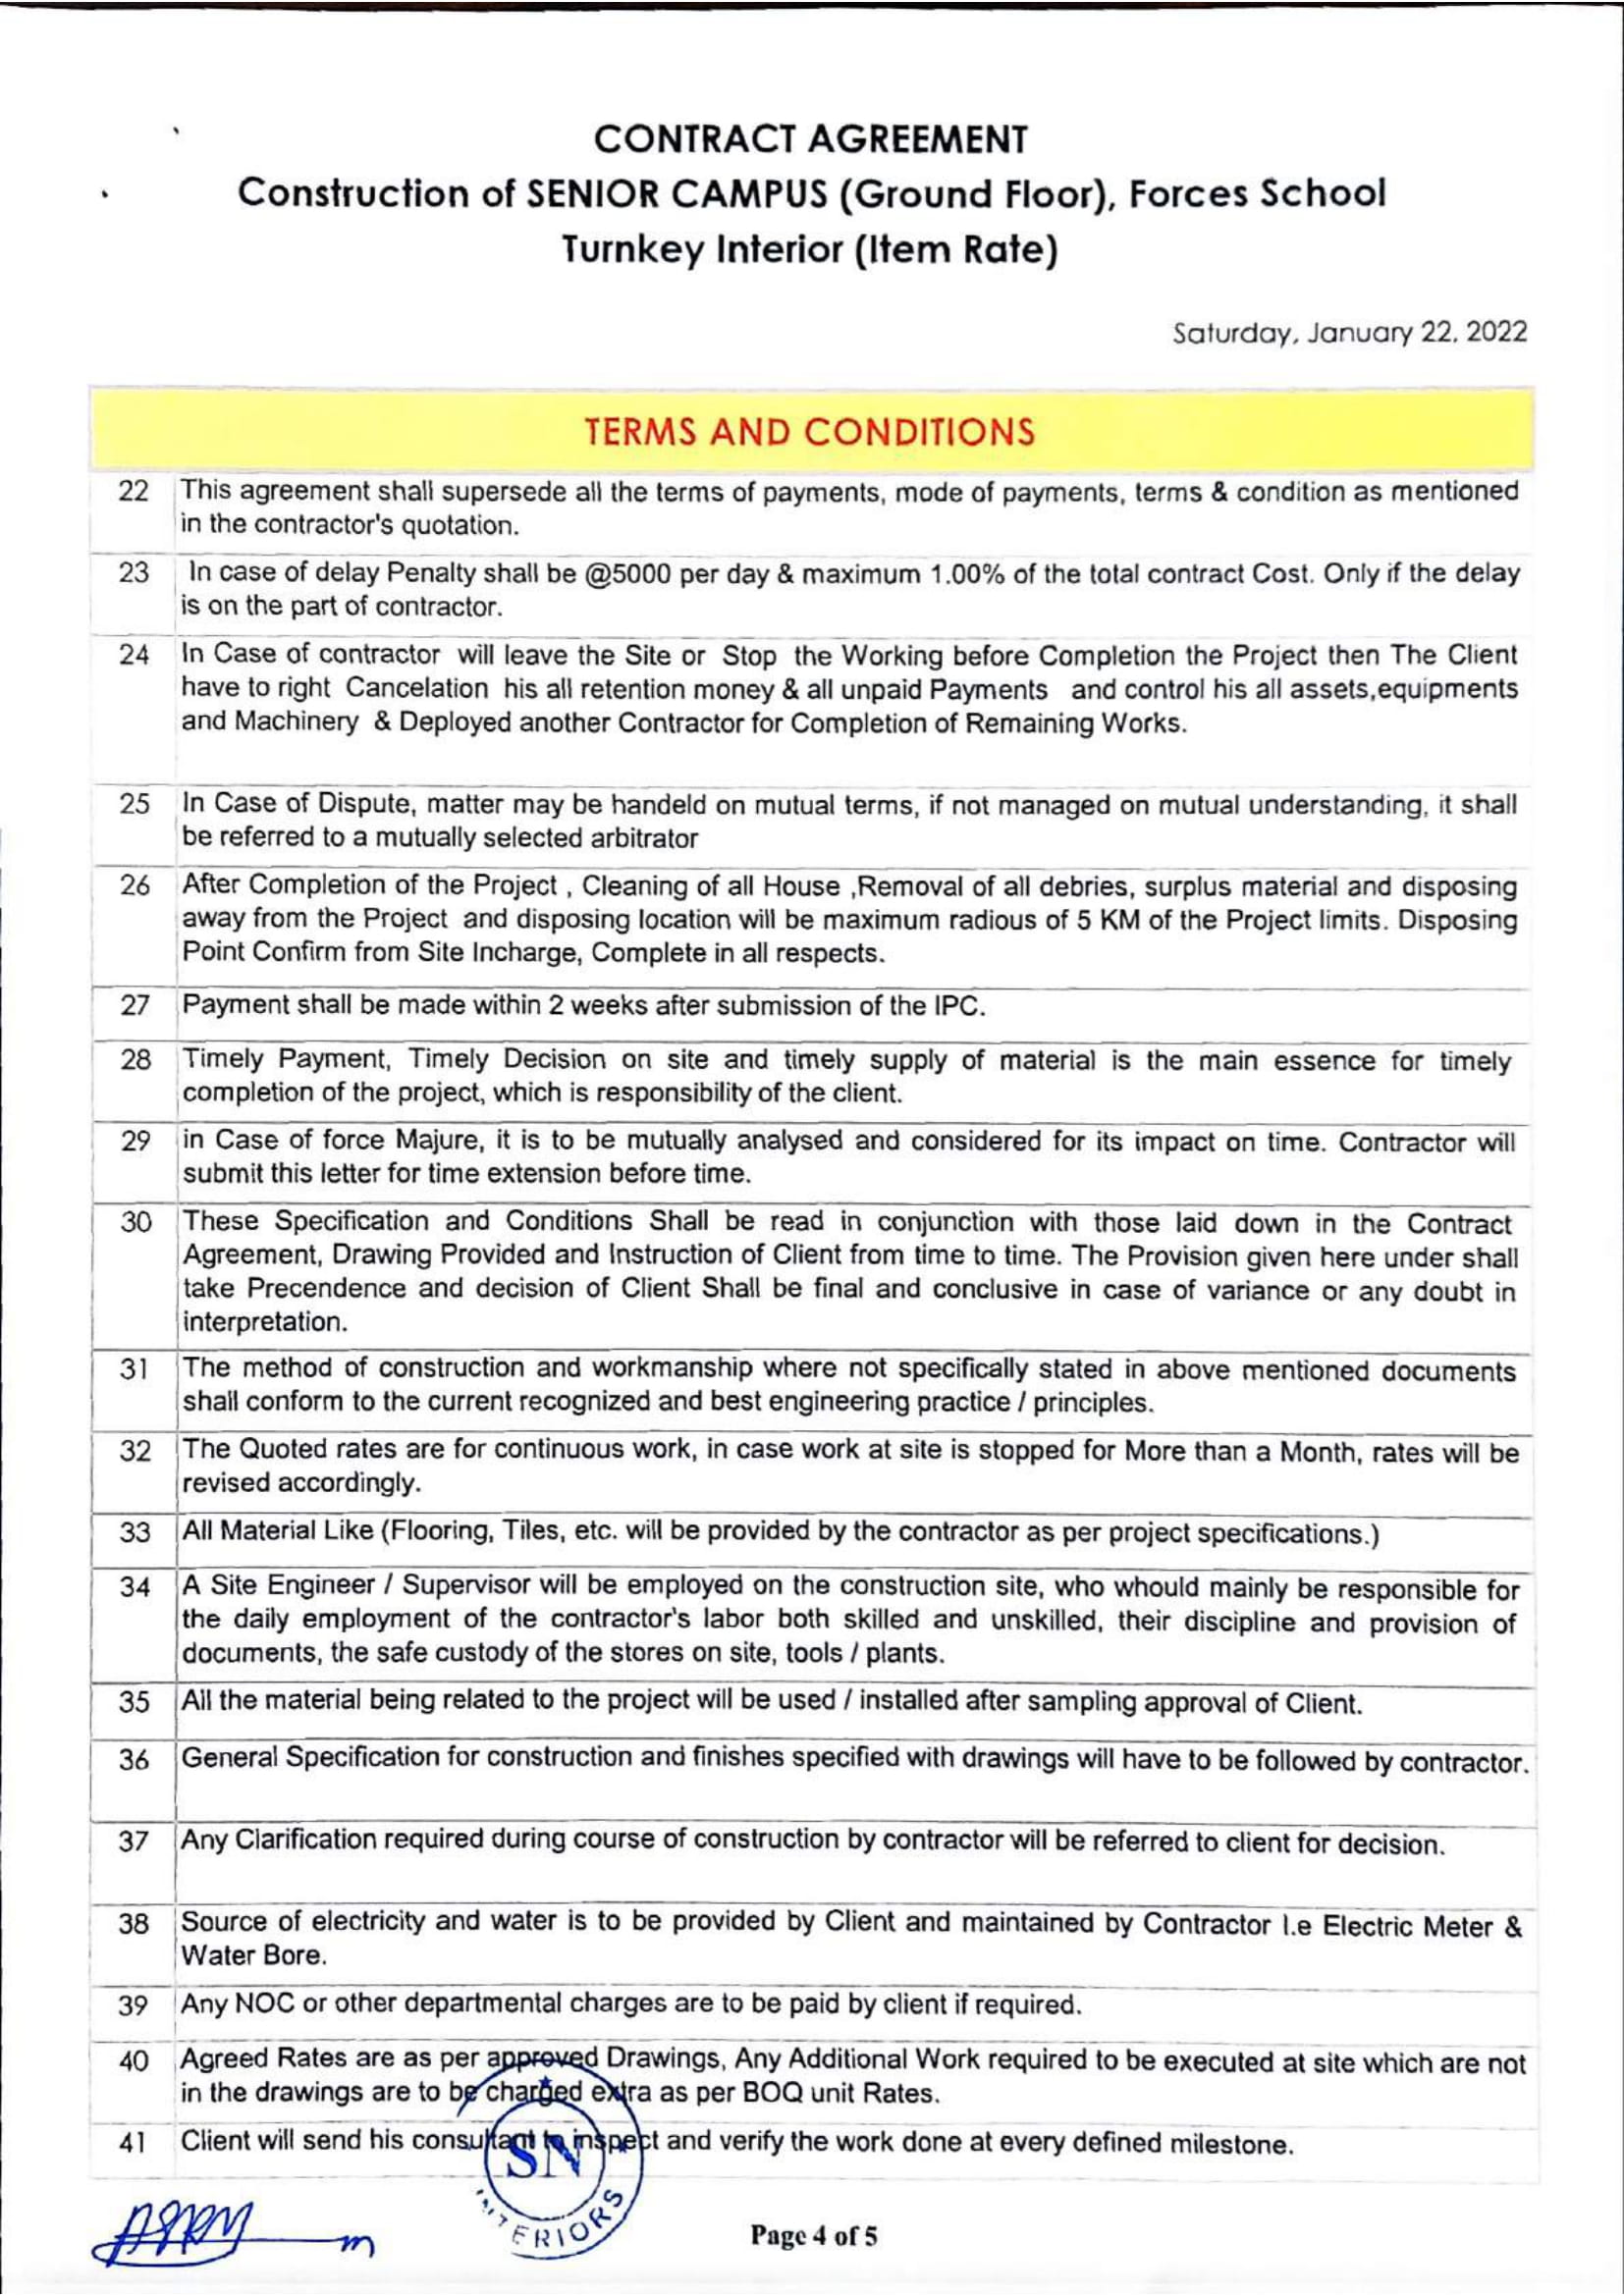 CONTRACT AGREEMENT
Construction of SENIOR CAMPUS (Ground Floor), Forces School
Turnkey Interior (Item Rate)
Saturday, January 22, 2022
TERMS AND CONDITIONS
22 This agreement shall supersede all the terms of payments, mode of payments, terms & condition as mentioned
in the contractor's quotation.
23 In case of delay Penalty shall be @5000 per day & maximum 1.00% of the total contract Cost. Only if the delay
is on the part of contractor.
24 In Case of contractor will leave the Site or Stop the Working before Completion the Project then The Client
have to right Cancelation his all retention money & all unpaid Payments and control his all assets,equipments
and Machinery & Deployed another Contractor for Completion of Remaining Works.
25 In Case of Dispute, matter may be handeld on mutual terms, if not managed on mutual understanding, it shall
be referred to a mutually selected arbitrator
26 After Completion of the Project , Cleaning of all House ,Removal of all debries, surplus material and disposing
away from the Project and disposing location will be maximum radious of 5 KM of the Project limits. Disposing
Point Confirm from Site Incharge, Complete in all respects.
27 Payment shall be made within 2 weeks after submission of the IPC.
28 Timely Payment, Timely Decision on site and timely supply of material is the main essence for timely
completion of the project, which is responsibility of the client.
29 in Case of force Majure, it is to be mutually analysed and considered for its impact on time. Contractor will
submit this letter for time extension before time.
30 These Specification and Conditions Shall be read in conjunction with those laid down in the Contract
Agreement, Drawing Provided and Instruction of Client from time to time. The Provision given here under shall
take Precendence and decision of Client Shall be final and conclusive in case of variance or any doubt in
interpretation.
31 The method of construction and workmanship where not specifically stated in above mentioned documents
shall conform to the current recognized and best engineering practice / principles.
32 The Quoted rates are for continuous work, in case work at site is stopped for More than a Month, rates will be
revised accordingly.
33 All Material Like (Flooring, Tiles, etc. will be provided by the contractor as per project specifications.)
34 A Site Engineer / Supervisor will be employed on the construction site, who whould mainly be responsible for
the daily employment of the contractor's labor both skilled and unskilled, their discipline and provision of
documents, the safe custody of the stores on site, tools / plants.
35 All the material being related to the project will be used / installed after sampling approval of Client.
36 General Specification for construction and finishes specified with drawings will have to be followed by contractor.
37 Any Clarification required during course of construction by contractor will be referred to client for decision.
38 Source of electricity and water is to be provided by Client and maintained by Contractor I.e Electric Meter &
Water Bore.
39 Any NOC or other departmental charges are to be paid by client if required.
40 Agreed Rates are as per approved Drawings, Any Additional Work required to be executed at site which are not
in the drawings are to be charged extra as per BOQ unit Rates.
41 Client will send his consultant to inspect and verify the work done at every defined milestone.
SN
INTERIORS
Page 4 of 5